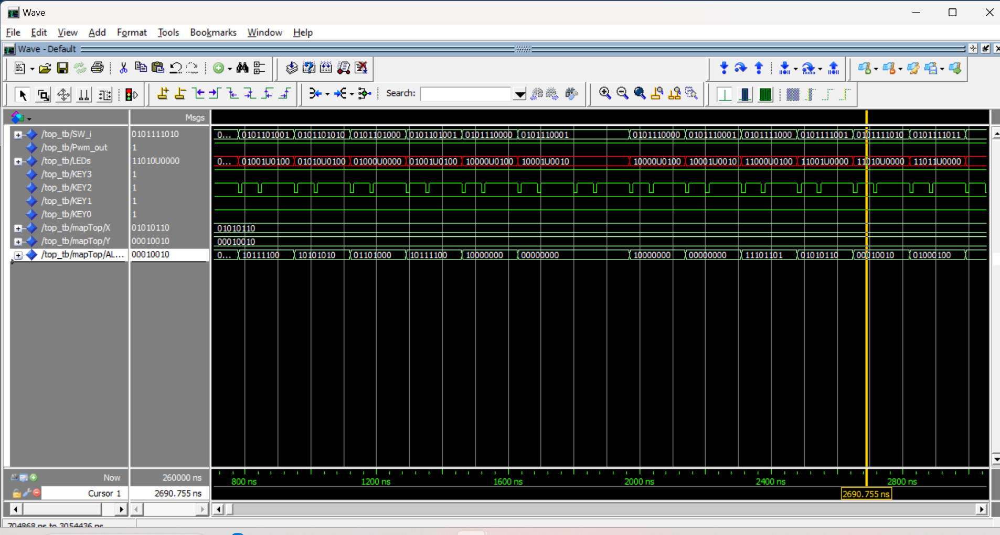 Wave
File Edit View Add Format Tools Bookmarks Window Help
Wave - Default
Search:
Msgs
/top_tb/SW_i 0101111010 0... 0101101001 0101101010 0101101000 0101101001 0101110000 0101110001 0101110000 0101110001 0101111000 0101111001 0101111010 0101111011
/top_tb/Pwm_out 1
/top_tb/LEDs 11010U0000 0... 01001U0100 01010U0100 01000U0000 01001U0100 10000U0100 10001U0010 10000U0100 10001U0010 11000U0100 11001U0000 11010U0000 11011U0000
/top_tb/KEY3 1
/top_tb/KEY2 1
/top_tb/KEY1 1
/top_tb/KEY0 1
/top_tb/mapTop/X 01010110 01010110
/top_tb/mapTop/Y 00010010 00010010
/top_tb/mapTop/AL... 00010010 0... 10111100 10101010 01101000 10111100 10000000 00000000 10000000 00000000 11101101 01010110 00010010 01000100
Now 260000 ns 800 ns 1200 ns 1600 ns 2000 ns 2400 ns 2800 ns
Cursor 1 2690.755 ns 2690.755 ns
704868 ps to 3054436 ps